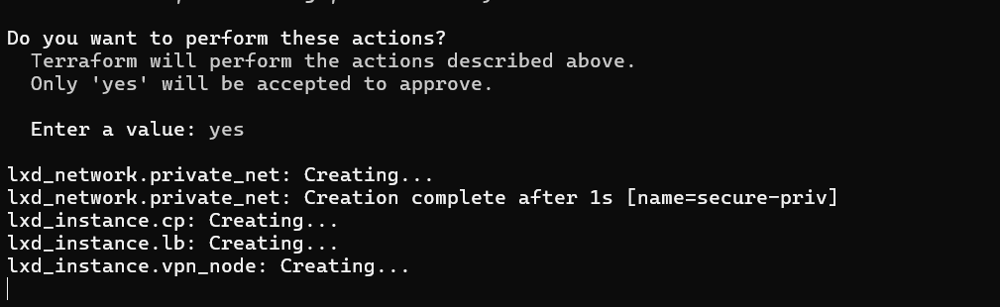 Do you want to perform these actions?
Terraform will perform the actions described above.
Only 'yes' will be accepted to approve.
Enter a value: yes
lxd_network.private_net: Creating...
lxd_network.private_net: Creation complete after 1s [name=secure-priv]
lxd_instance.cp: Creating...
lxd_instance.lb: Creating...
lxd_instance.vpn_node: Creating...